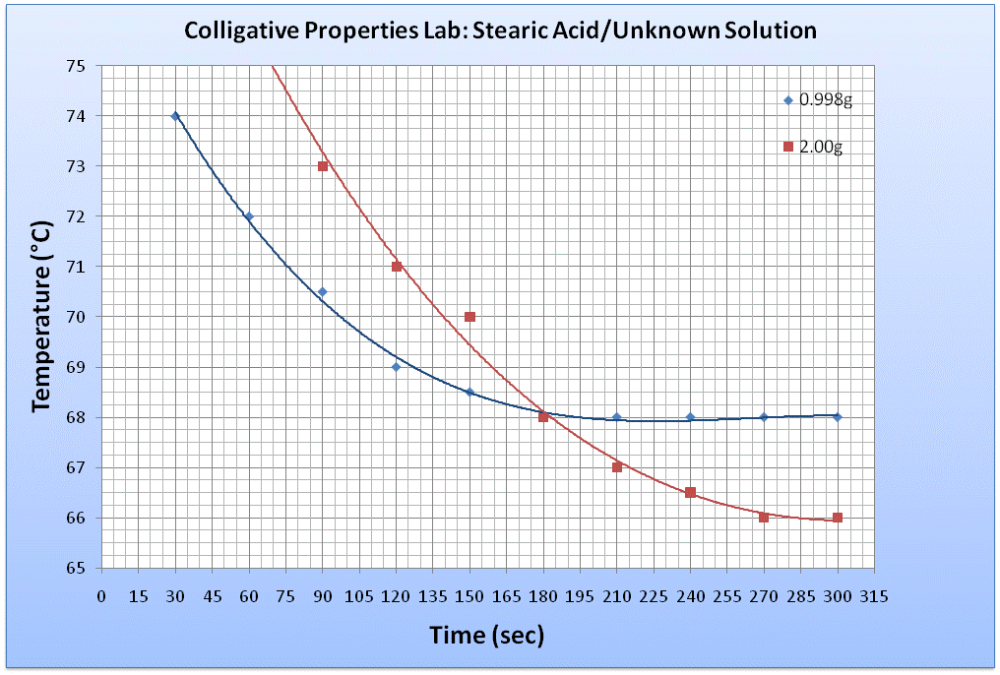 Colligative Properties Lab: Stearic Acid/Unknown Solution
75
74
73
72
71
70
69
68
67
66
65
Temperature (°C)
0.998g
2.00g
0 15 30 45 60 75 90 105 120 135 150 165 180 195 210 225 240 255 270 285 300 315
Time (sec)